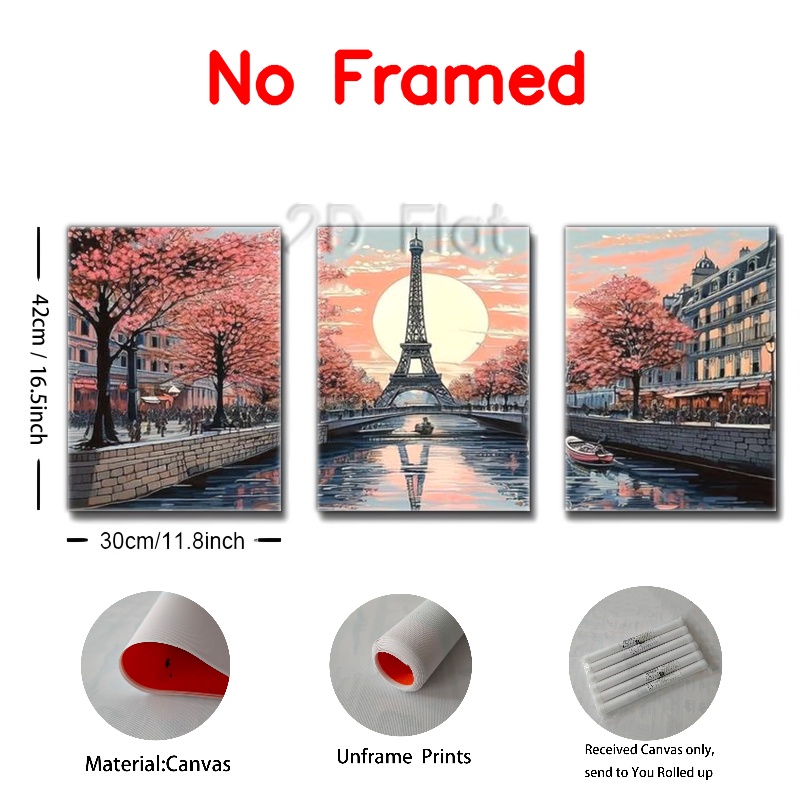 No Framed
2D Flat
42cm / 16.5inch
30cm/11.8inch
Material:Canvas
Unframe Prints
Received Canvas only,
send to You Rolled up